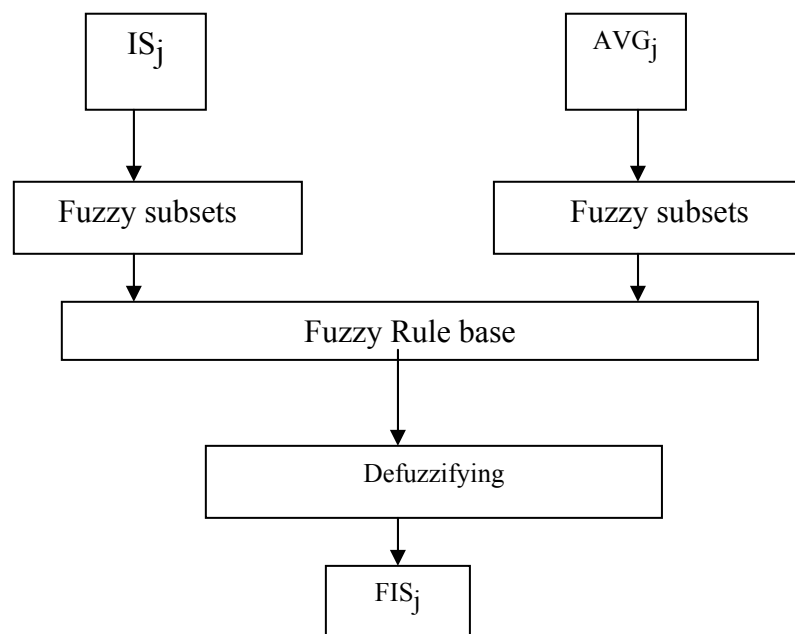 ISj
AVGj
Fuzzy subsets
Fuzzy subsets
Fuzzy Rule base
Defuzzifying
FISj